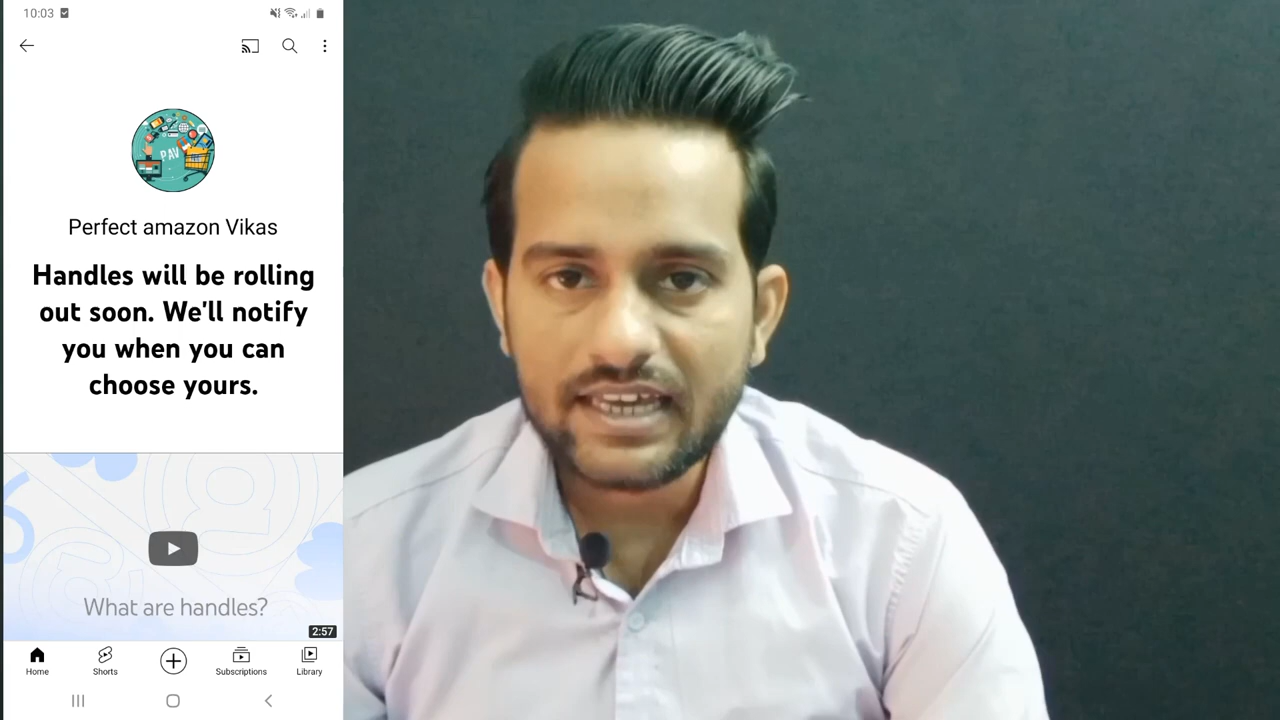 10:03
PAV
Perfect amazon Vikas
Handles will be rolling
out soon. We'll notify
you when you can
choose yours.
What are handles?
2:57
Home
Shorts
Subscriptions
Library